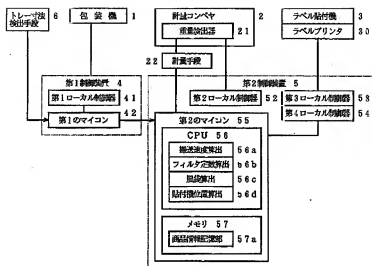 トレー寸法
検出手段
6
包装機
1
計量コンベヤ
2
重量検出器
21
ラベル貼付機
3
ラベルプリンタ
30
22
計量手段
第1制御装置 4
第1ローカル制御器
41
第1のマイコン
42
第2制御装置 5
第2ローカル制御器
52
第3ローカル制御器
53
第4ローカル制御器
54
第2のマイコン 55
CPU 56
搬送速度算出
56a
フィルタ定数算出
56b
風袋算出
56c
貼付機位置算出
56d
メモリ 57
商品情報記憶部
57a